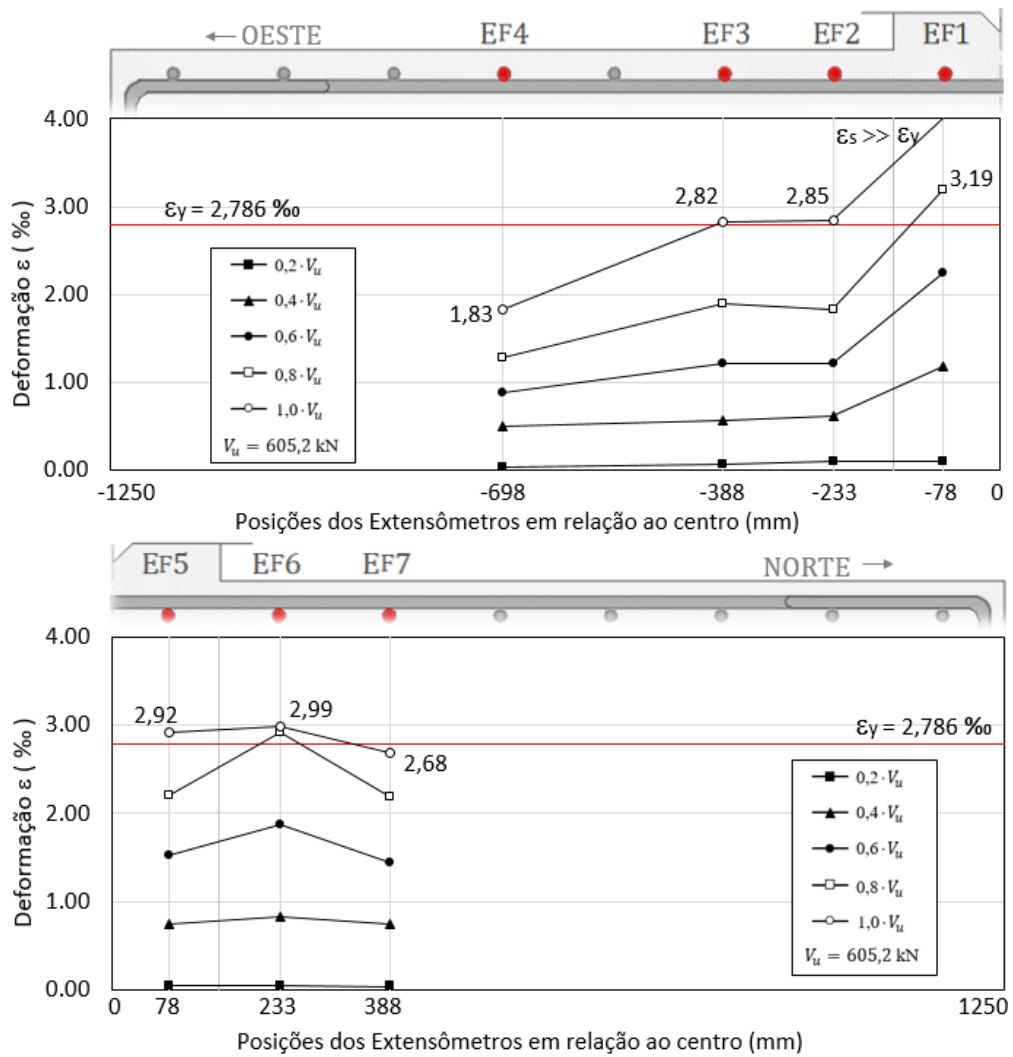 ← OESTE EF4 EF3 EF2 EF1
4.00
3.00
2.00
1.00
0.00
Deformação ε ( ‰)
εs >> εy
3,19
2,82
2,85
εy = 2,786 ‰
1,83
0,2·Vu
0,4·Vu
0,6·Vu
0,8·Vu
1,0·Vu
Vu = 605,2 kN
-1250 -698 -388 -233 -78 0
Posições dos Extensômetros em relação ao centro (mm)
EF5 EF6 EF7 NORTE →
4.00
3.00
2.00
1.00
0.00
Deformação ε ( ‰)
2,92
2,99
2,68
εy = 2,786 ‰
0,2·Vu
0,4·Vu
0,6·Vu
0,8·Vu
1,0·Vu
Vu = 605,2 kN
0 78 233 388 1250
Posições dos Extensômetros em relação ao centro (mm)